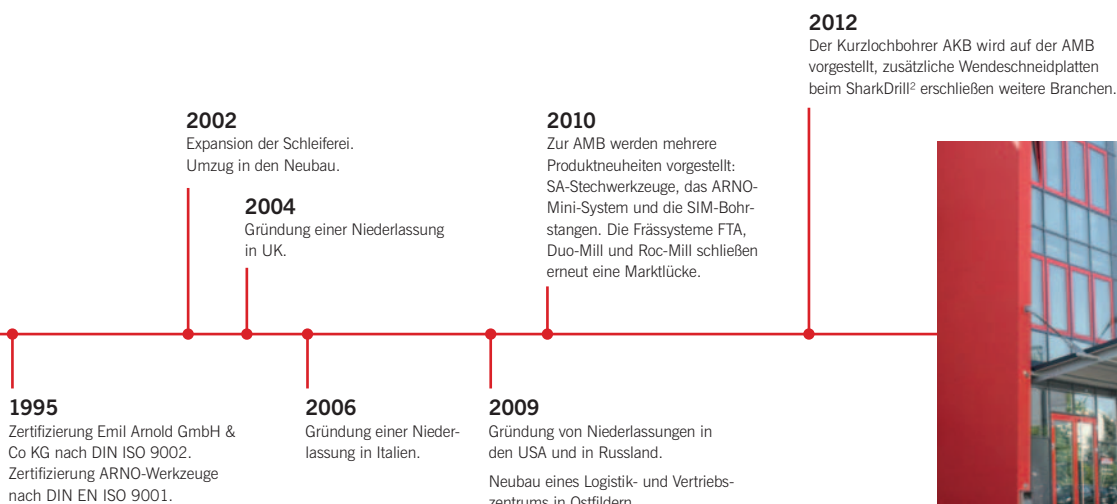 2012
Der Kurzlochbohrer AKB wird auf der AMB
vorgestellt, zusätzliche Wendeschneidplatten
beim SharkDrill² erschließen weitere Branchen.
2002
Expansion der Schleiferei.
Umzug in den Neubau.
2010
Zur AMB werden mehrere
Produktneuheiten vorgestellt:
SA-Stechwerkzeuge, das ARNO-
Mini-System und die SIM-Bohr-
stangen. Die Frässysteme FTA,
Duo-Mill und Roc-Mill schließen
erneut eine Marktlücke.
2004
Gründung einer Niederlassung
in UK.
1995
Zertifizierung Emil Arnold GmbH &
Co KG nach DIN ISO 9002.
Zertifizierung ARNO-Werkzeuge
nach DIN EN ISO 9001.
2006
Gründung einer Nieder-
lassung in Italien.
2009
Gründung von Niederlassungen in
den USA und in Russland.
Neubau eines Logistik- und Vertriebs-
zentrums in Ostfildern